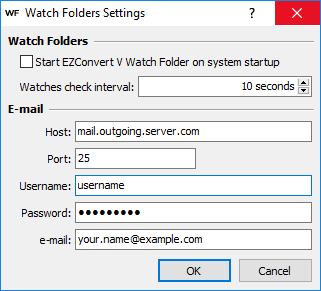 WF Watch Folders Settings ? ×
Watch Folders
Start EZConvert V Watch Folder on system startup
Watches check interval: 10 seconds
E-mail
Host: mail.outgoing.server.com
Port: 25
Username: username
Password: ●●●●●●●●●
e-mail: your.name@example.com
OK Cancel